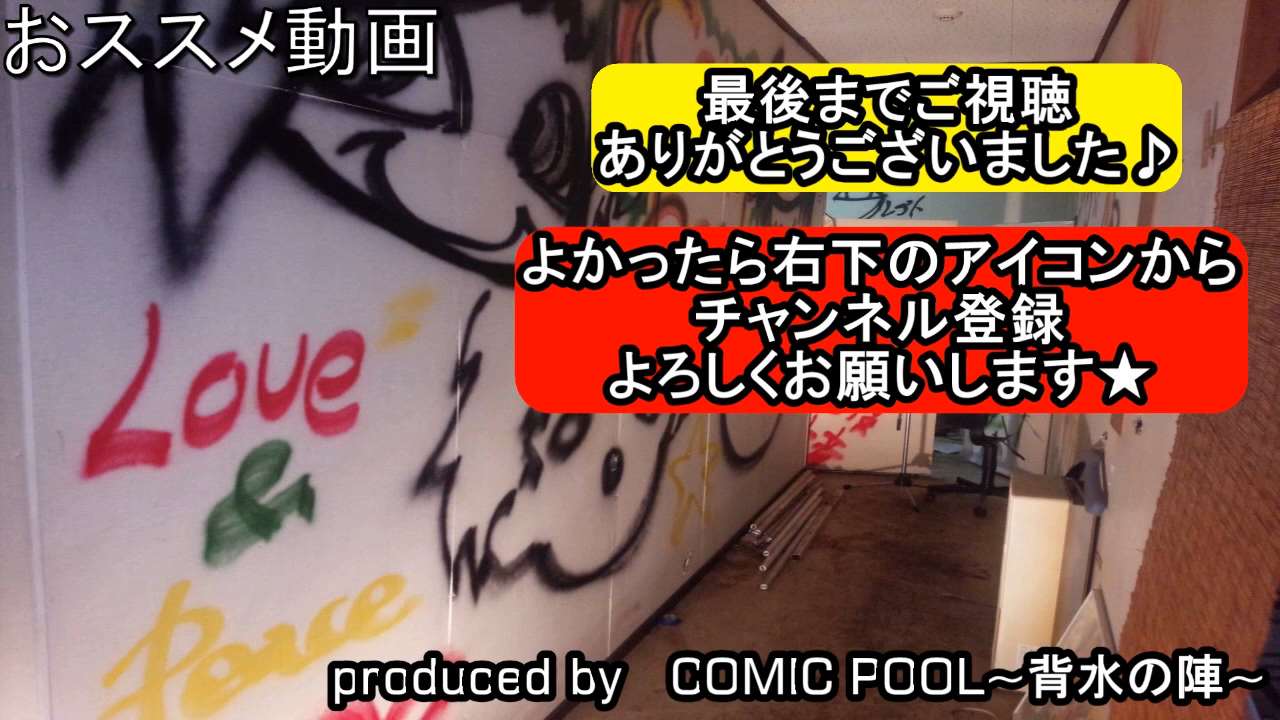 おススメ動画
最後までご視聴
ありがとうございました♪
よかったら右下のアイコンから
チャンネル登録
よろしくお願いします★
Love
&
Peace
produced by　COMIC POOL~背水の陣~